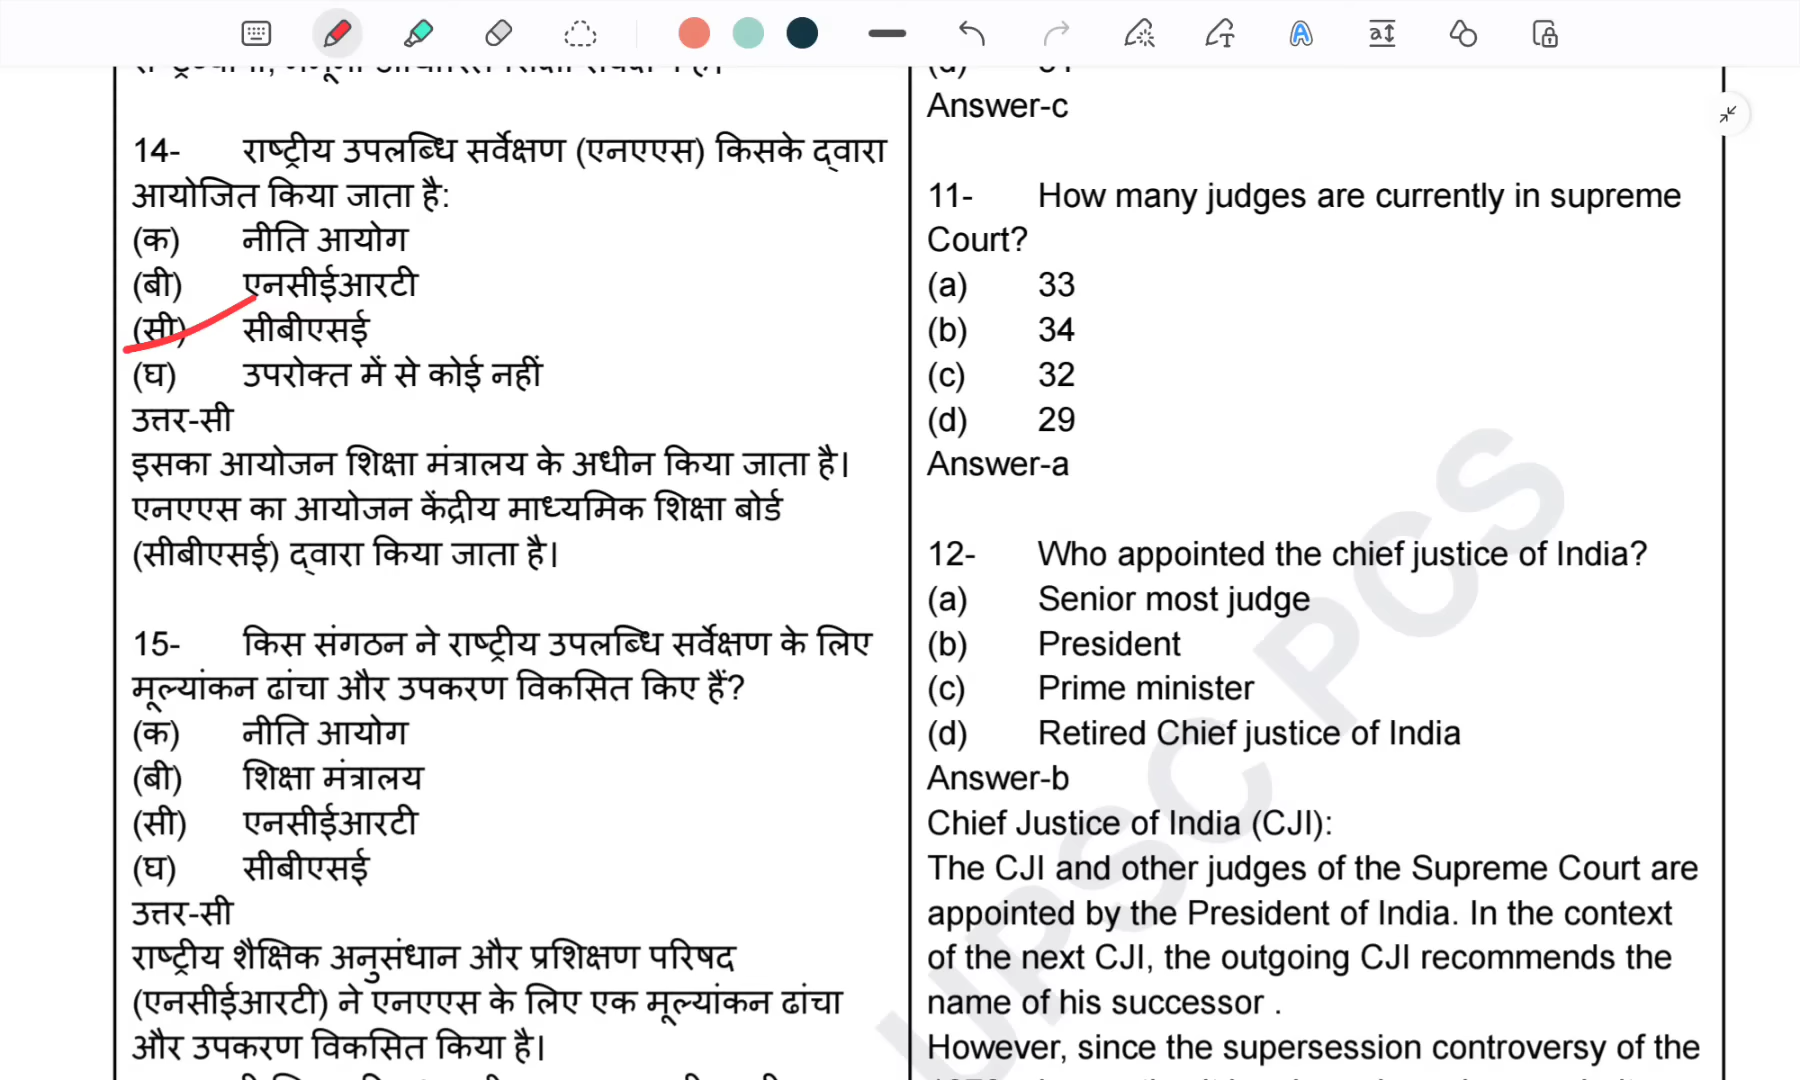 14- राष्ट्रीय उपलब्धि सर्वेक्षण (एनएएस) किसके द्वारा
आयोजित किया जाता है:
(क) नीति आयोग
(बी) एनसीईआरटी
(सी) सीबीएसई
(घ) उपरोक्त में से कोई नहीं
उत्तर-सी
इसका आयोजन शिक्षा मंत्रालय के अधीन किया जाता है।
एनएएस का आयोजन केंद्रीय माध्यमिक शिक्षा बोर्ड
(सीबीएसई) द्वारा किया जाता है।
15- किस संगठन ने राष्ट्रीय उपलब्धि सर्वेक्षण के लिए
मूल्यांकन ढांचा और उपकरण विकसित किए हैं?
(क) नीति आयोग
(बी) शिक्षा मंत्रालय
(सी) एनसीईआरटी
(घ) सीबीएसई
उत्तर-सी
राष्ट्रीय शैक्षिक अनुसंधान और प्रशिक्षण परिषद
(एनसीईआरटी) ने एनएएस के लिए एक मूल्यांकन ढांचा
और उपकरण विकसित किया है।
Answer-c
11- How many judges are currently in supreme
Court?
(a) 33
(b) 34
(c) 32
(d) 29
Answer-a
12- Who appointed the chief justice of India?
(a) Senior most judge
(b) President
(c) Prime minister
(d) Retired Chief justice of India
Answer-b
Chief Justice of India (CJI):
The CJI and other judges of the Supreme Court are
appointed by the President of India. In the context
of the next CJI, the outgoing CJI recommends the
name of his successor .
However, since the supersession controversy of the
UPSC PCS